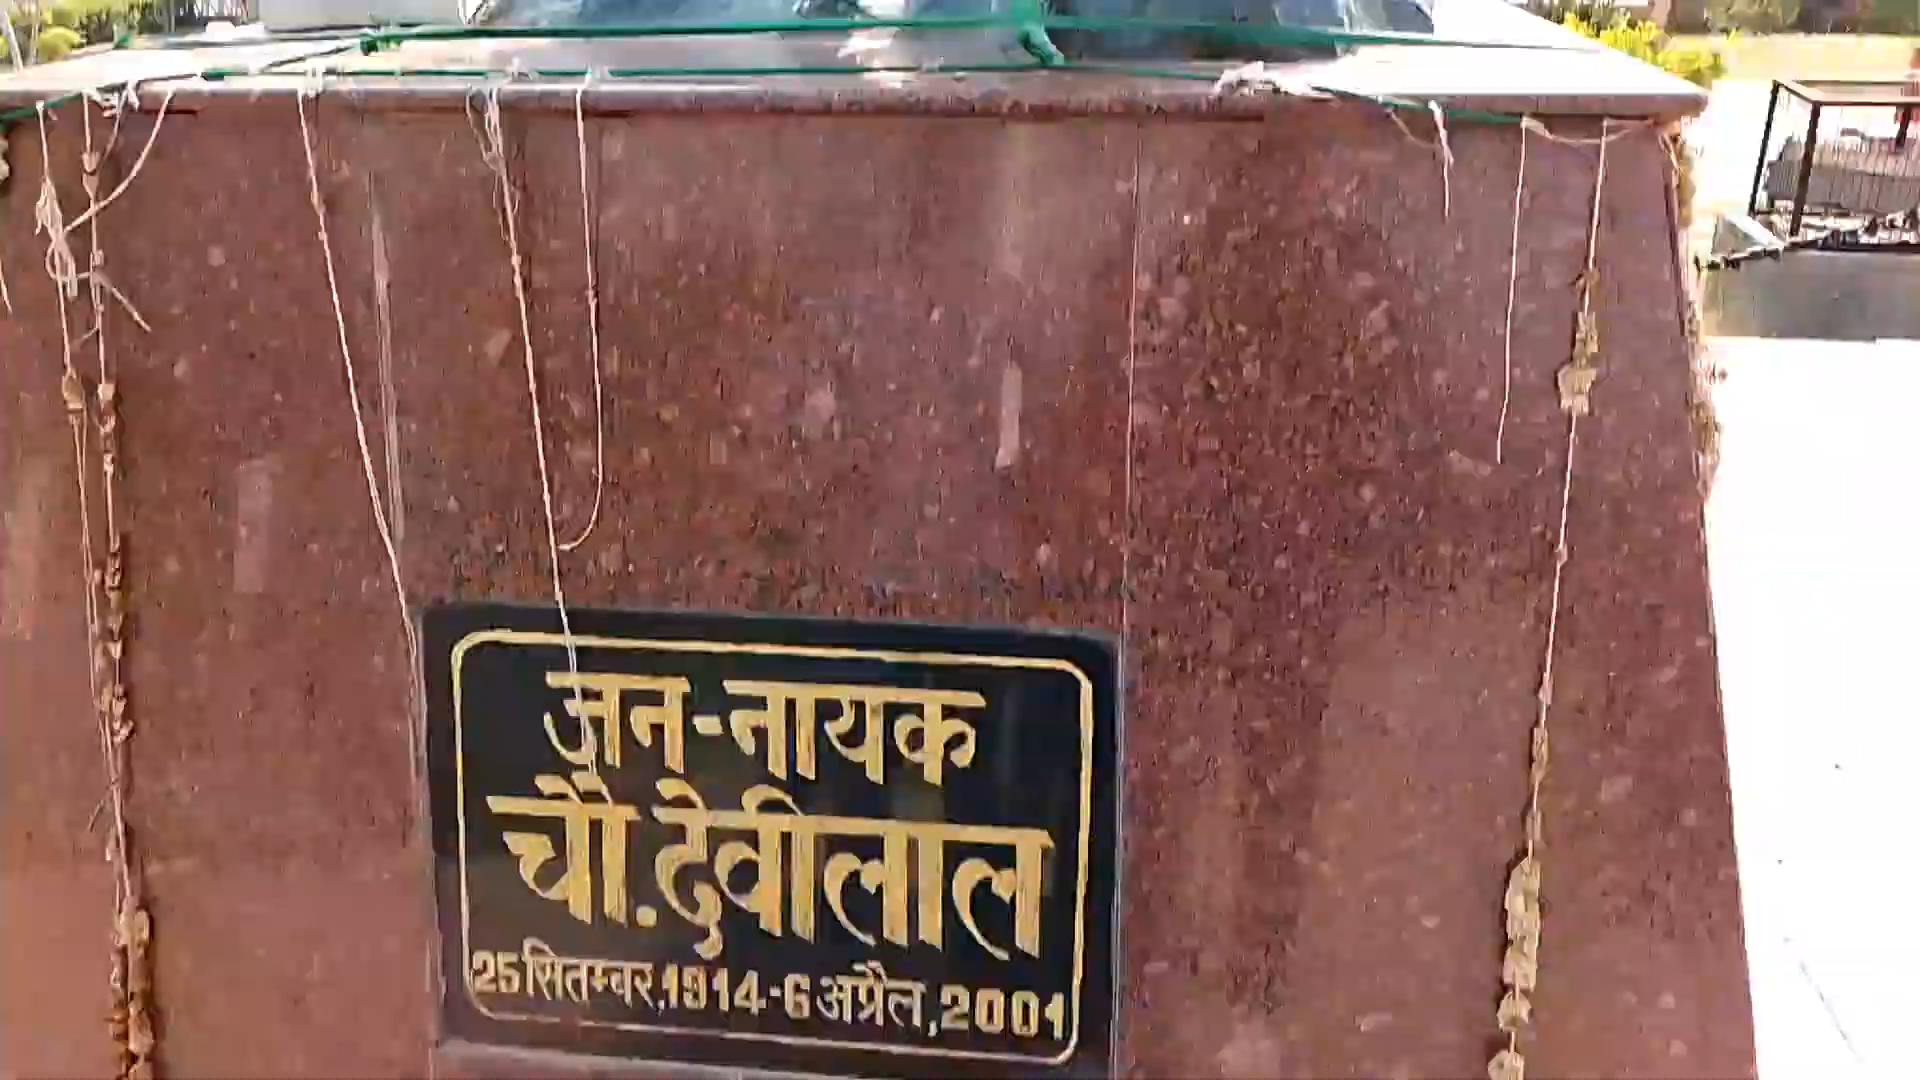 जन-नायक
चौ. देवीलाल
25 सितम्बर, 1914-6 अप्रैल, 2001